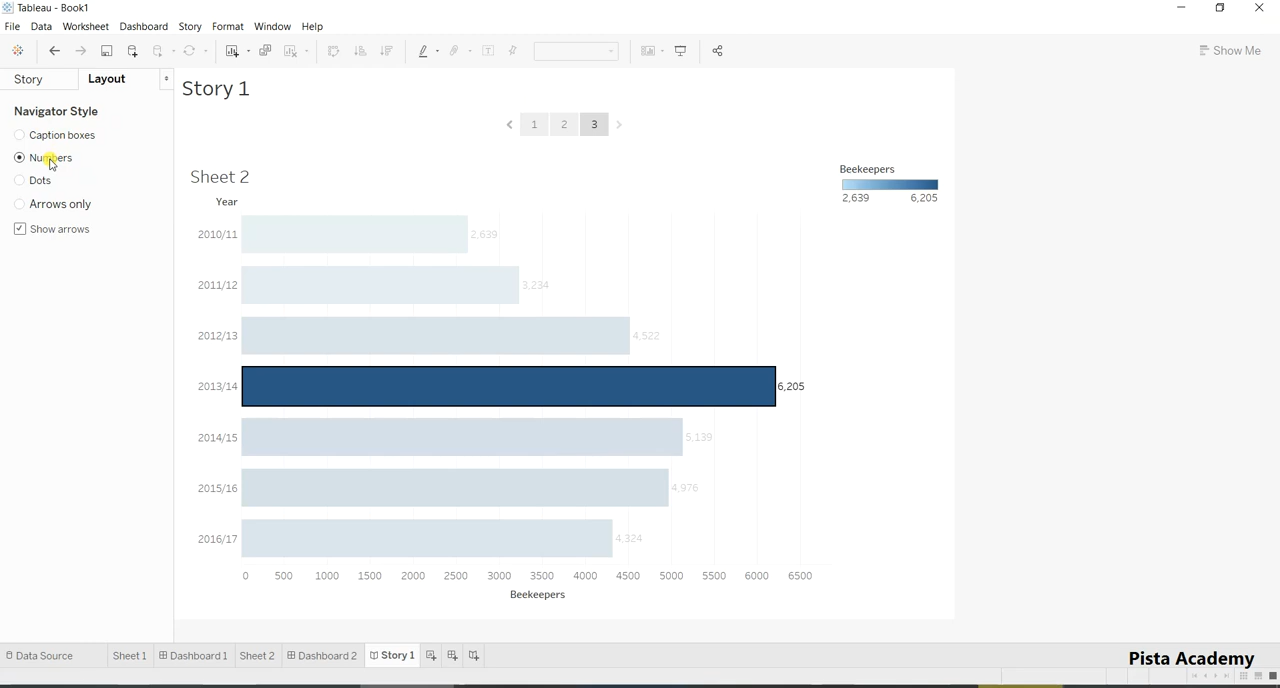 Tableau - Book1
File Data Worksheet Dashboard Story Format Window Help
Show Me
Story Layout
Navigator Style
Caption boxes
Numbers
Dots
Arrows only
Show arrows
Story 1
1 2 3
Sheet 2
Beekeepers
2,639 6,205
Year
2010/11 2,639
2011/12 3,234
2012/13 4,522
2013/14 6,205
2014/15 5,139
2015/16 4,976
2016/17 4,324
0 500 1000 1500 2000 2500 3000 3500 4000 4500 5000 5500 6000 6500
Beekeepers
Data Source Sheet 1 Dashboard 1 Sheet 2 Dashboard 2 Story 1
Pista Academy